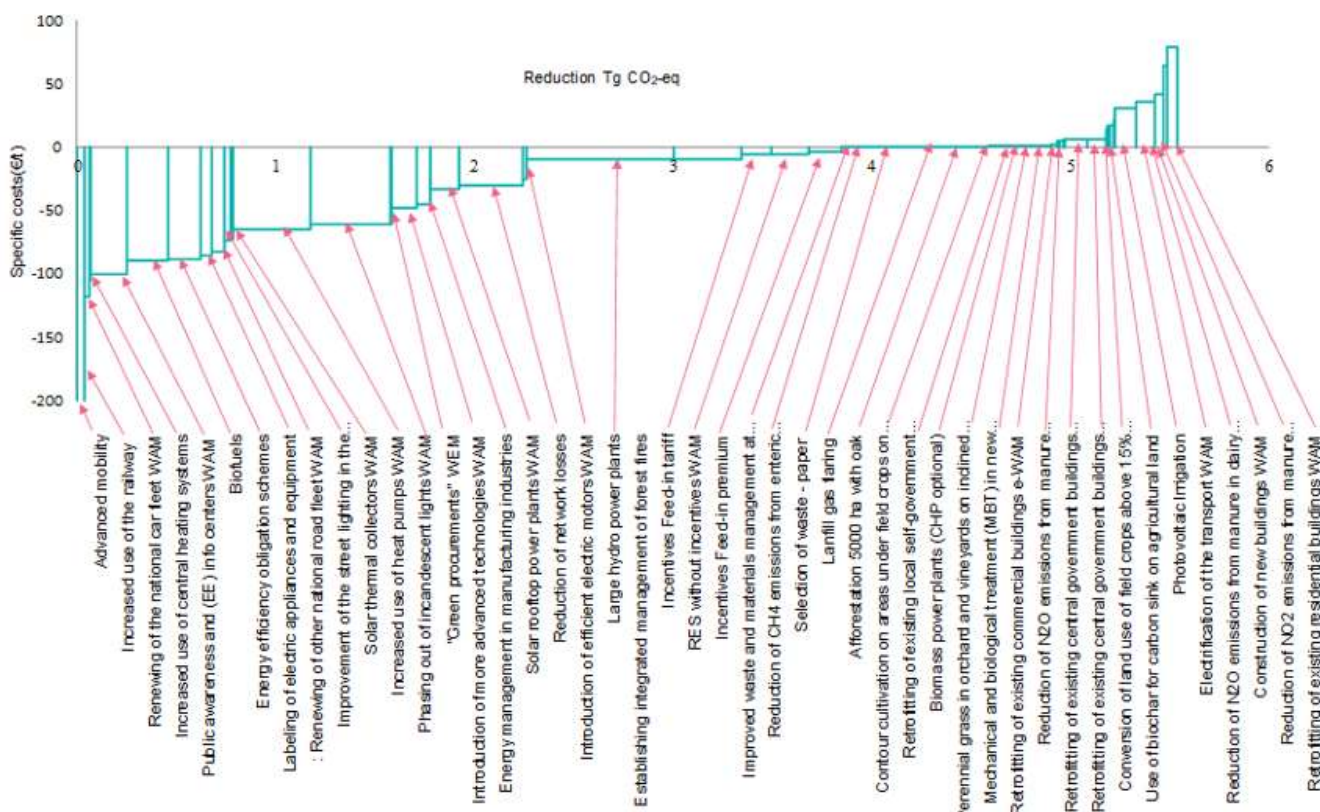 100
50
0
-50
-100
-150
-200
Specific costs(€/t)
Reduction Tg CO₂-eq
0
1
2
3
4
5
6
Advanced mobility
Increased use of the railway
Renewing of the national car fleet WAM
Increased use of central heating systems
Public awareness and (EE) info centers WAM
Biofuels
Energy efficiency obligation schemes
Labeling of electric appliances and equipment
: Renewing of other national road fleet WAM
Improvement of the street lighting in the...
Solar thermal collectors WAM
Increased use of heat pumps WAM
Phasing out of incandescent lights WAM
"Green procurements" WEM
Introduction of more advanced technologies WAM
Energy management in manufacturing industries
Solar rooftop power plants WAM
Reduction of network losses
Introduction of efficient electric motors WAM
Large hydro power plants
Establishing integrated management of forest fires
Incentives Feed-in tariff
RES without incentives WAM
Incentives Feed-in premium
Improved waste and materials management at...
Reduction of CH4 emissions from enteric...
Selection of waste - paper
Landfill gas flaring
Afforestation 5000 ha with oak
Contour cultivation on areas under field crops on...
Retrofitting of existing local self-government...
Biomass power plants (CHP optional)
erennial grass in orchard and vineyards on inclined...
Mechanical and biological treatment (MBT) in new...
Retrofitting of existing commercial buildings e-WAM
Reduction of N2O emissions from manure...
Retrofitting of existing central government buildings...
Retrofitting of existing central government buildings...
Conversion of land use of field crops above 15%...
Use of biochar for carbon sink on agricultural land
Photovoltaic Irrigation
Electrification of the transport WAM
Reduction of N2O emissions from manure in dairy...
Construction of new buildings WAM
Reduction of NO2 emissions from manure...
Retrofitting of existing residential buildings WAM